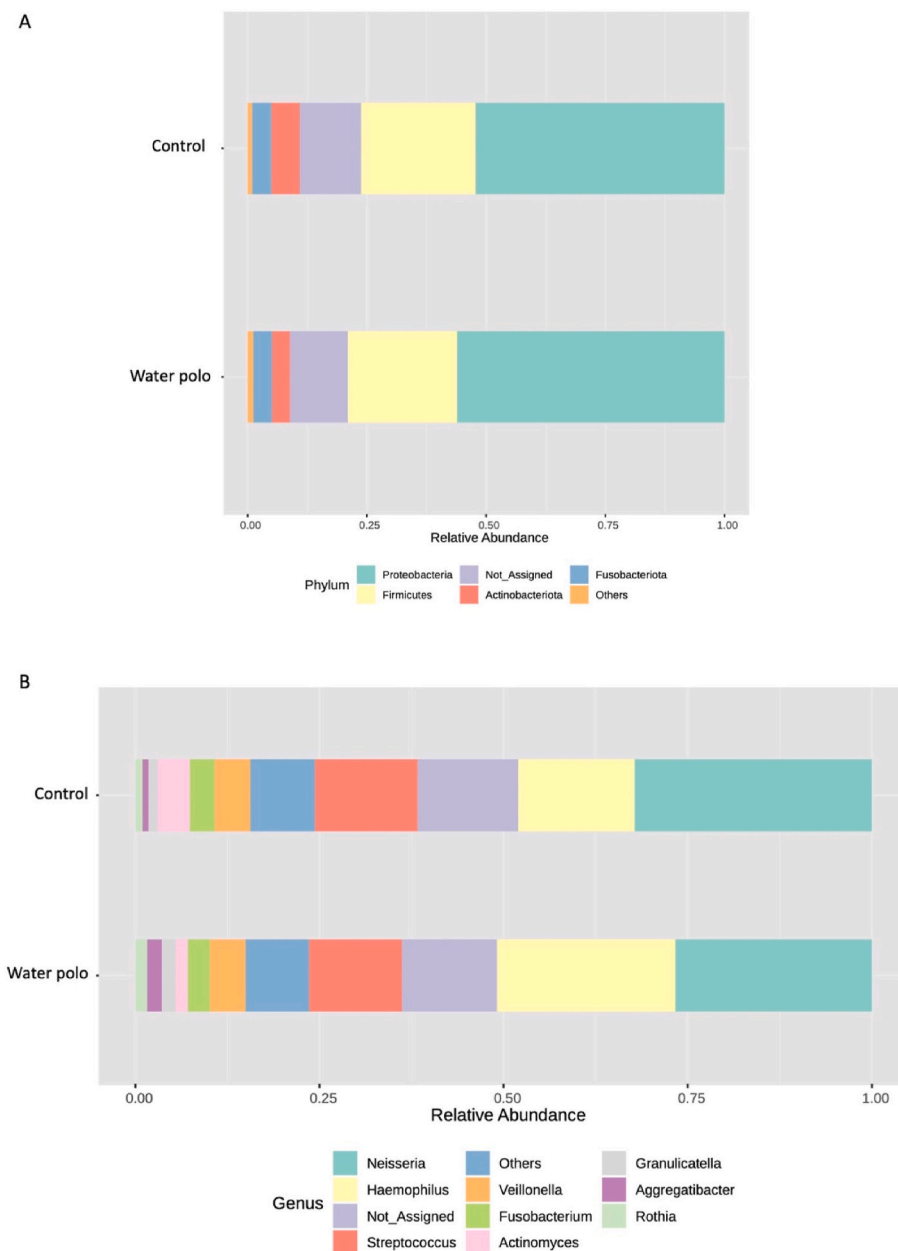 A
Control
Water polo
0.00 0.25 0.50 0.75 1.00
Relative Abundance
Phylum
Proteobacteria Not_Assigned Fusobacteriota
Firmicutes Actinobacteriota Others
B
Control
Water polo
0.00 0.25 0.50 0.75 1.00
Relative Abundance
Genus
Neisseria Others Granulicatella
Haemophilus Veillonella Aggregatibacter
Not_Assigned Fusobacterium Rothia
Streptococcus Actinomyces